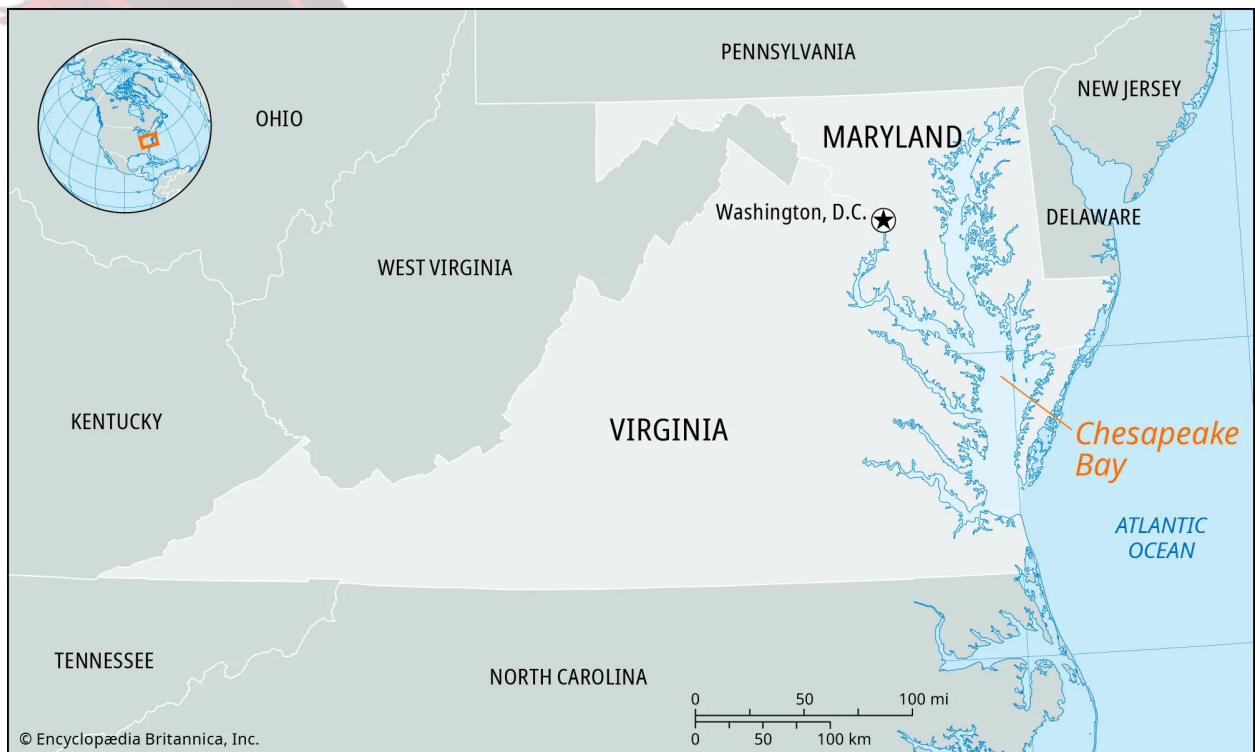 PENNSYLVANIA
NEW JERSEY
OHIO
MARYLAND
Washington, D.C.
DELAWARE
WEST VIRGINIA
KENTUCKY
VIRGINIA
Chesapeake
Bay
ATLANTIC
OCEAN
TENNESSEE
NORTH CAROLINA
0 50 100 mi
0 50 100 km
© Encyclopædia Britannica, Inc.